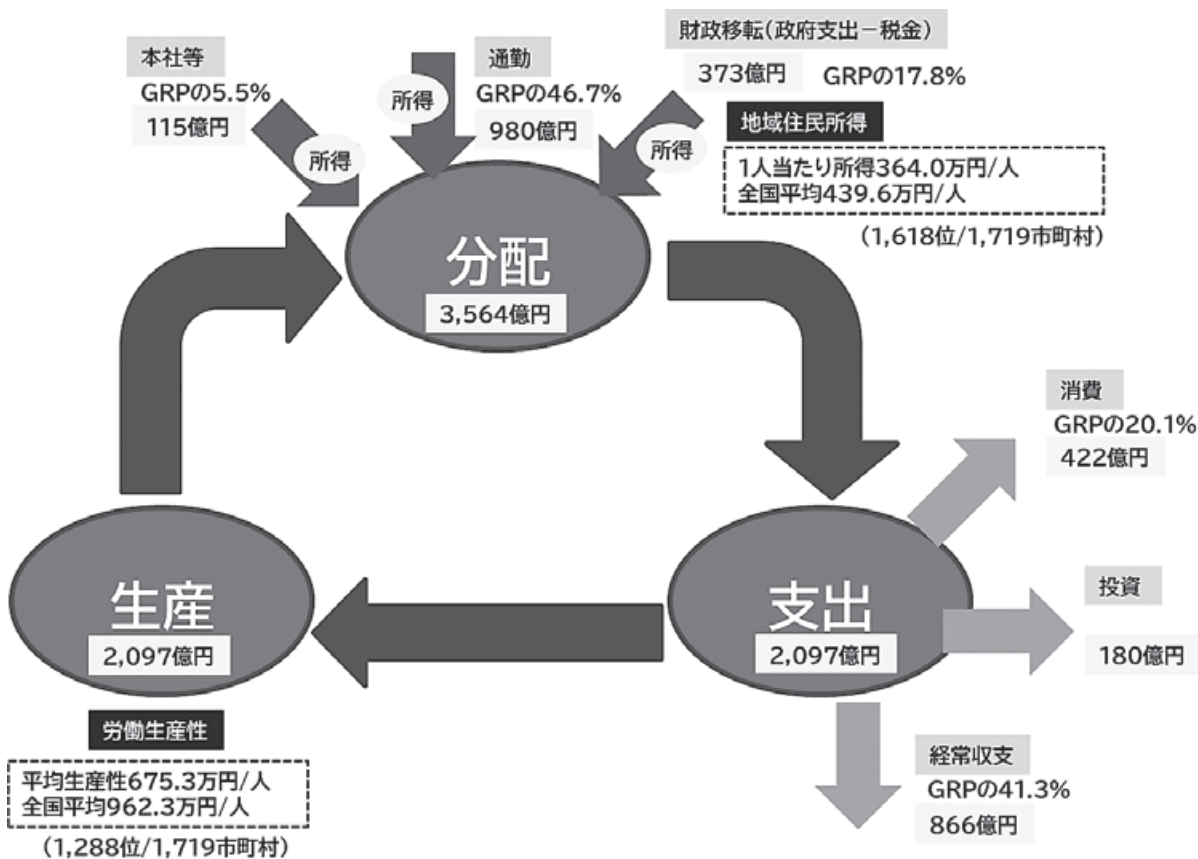 本社等
GRPの5.5%
115億円
所得
所得
通勤
GRPの46.7%
980億円
財政移転(政府支出－税金)
373億円 GRPの17.8%
所得
地域住民所得
1人当たり所得364.0万円/人
全国平均439.6万円/人
(1,618位/1,719市町村)
分配
3,564億円
消費
GRPの20.1%
422億円
投資
180億円
生産
2,097億円
支出
2,097億円
労働生産性
平均生産性675.3万円/人
全国平均962.3万円/人
(1,288位/1,719市町村)
経常収支
GRPの41.3%
866億円